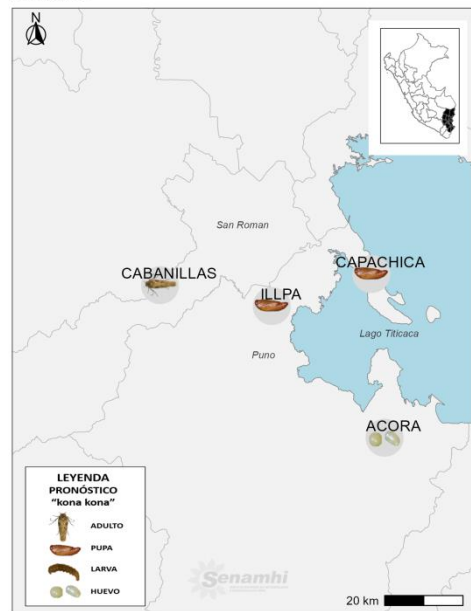 N
San Roman
CABANILLAS
CAPACHICA
ILLPA
Lago Titicaca
Puno
ACORA
LEYENDA
PRONÓSTICO
"kona kona"
ADULTO
PUPA
LARVA
HUEVO
Senamhi
20 km